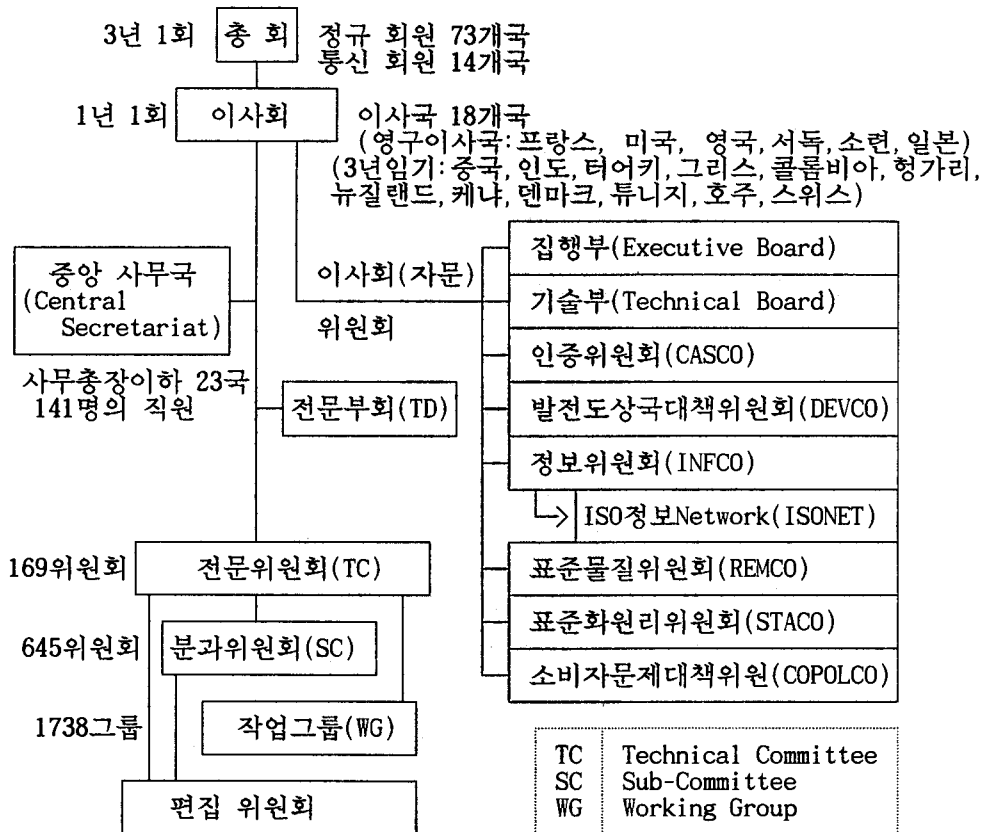 3년 1회 총 회 정규 회원 73개국
통신 회원 14개국
1년 1회 이사회 이사국 18개국
(영구이사국: 프랑스, 미국, 영국, 서독, 소련, 일본)
(3년임기: 중국, 인도, 터어키, 그리스, 콜롬비아, 헝가리,
뉴질랜드, 케냐, 덴마크, 튜니지, 호주, 스위스)
중앙 사무국
(Central
Secretariat)
사무총장이하 23국
141명의 직원
전문부회(TD)
이사회(자문)
위원회
집행부(Executive Board)
기술부(Technical Board)
인증위원회(CASCO)
발전도상국대책위원회(DEVCO)
정보위원회(INFCO)
ISO정보Network(ISONET)
표준물질위원회(REMCO)
표준화원리위원회(STACO)
소비자문제대책위원(COPOLCO)
169위원회 전문위원회(TC)
645위원회 분과위원회(SC)
1738그룹 작업그룹(WG)
편집 위원회
TC Technical Committee
SC Sub-Committee
WG Working Group